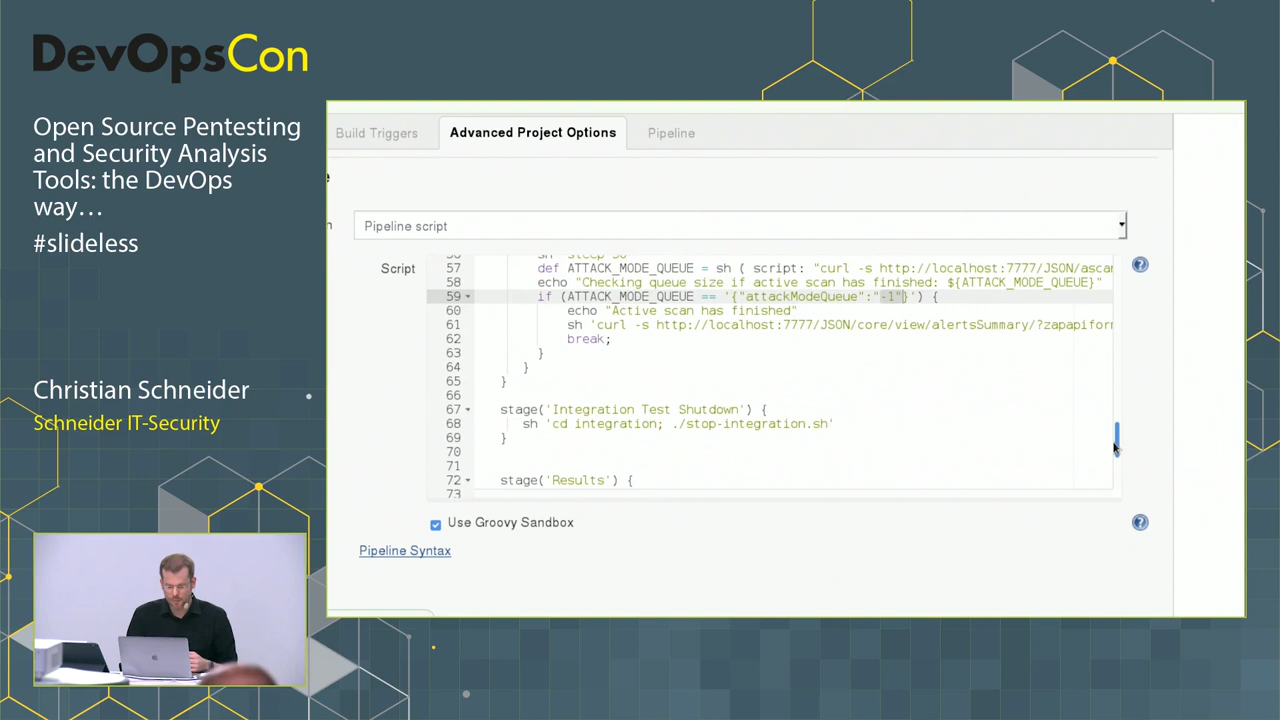 DevOpsCon
Open Source Pentesting
and Security Analysis
Tools: the DevOps
way...
#slideless
Christian Schneider
Schneider IT-Security
Build Triggers
Advanced Project Options
Pipeline
Pipeline script
Script
57 def ATTACK_MODE_QUEUE = sh ( script: "curl -s http://localhost:7777/JSON/ascan
58 echo "Checking queue size if active scan has finished: ${ATTACK_MODE_QUEUE}"
59 if (ATTACK_MODE_QUEUE == '{"attackModeQueue":"-1"}') {
60 echo "Active scan has finished"
61 sh 'curl -s http://localhost:7777/JSON/core/view/alertsSummary/?zapapiform
62 break;
63 }
64 }
65 }
66
67 stage('Integration Test Shutdown') {
68 sh 'cd integration; ./stop-integration.sh'
69 }
70
71
72 stage('Results') {
73
Use Groovy Sandbox
Pipeline Syntax